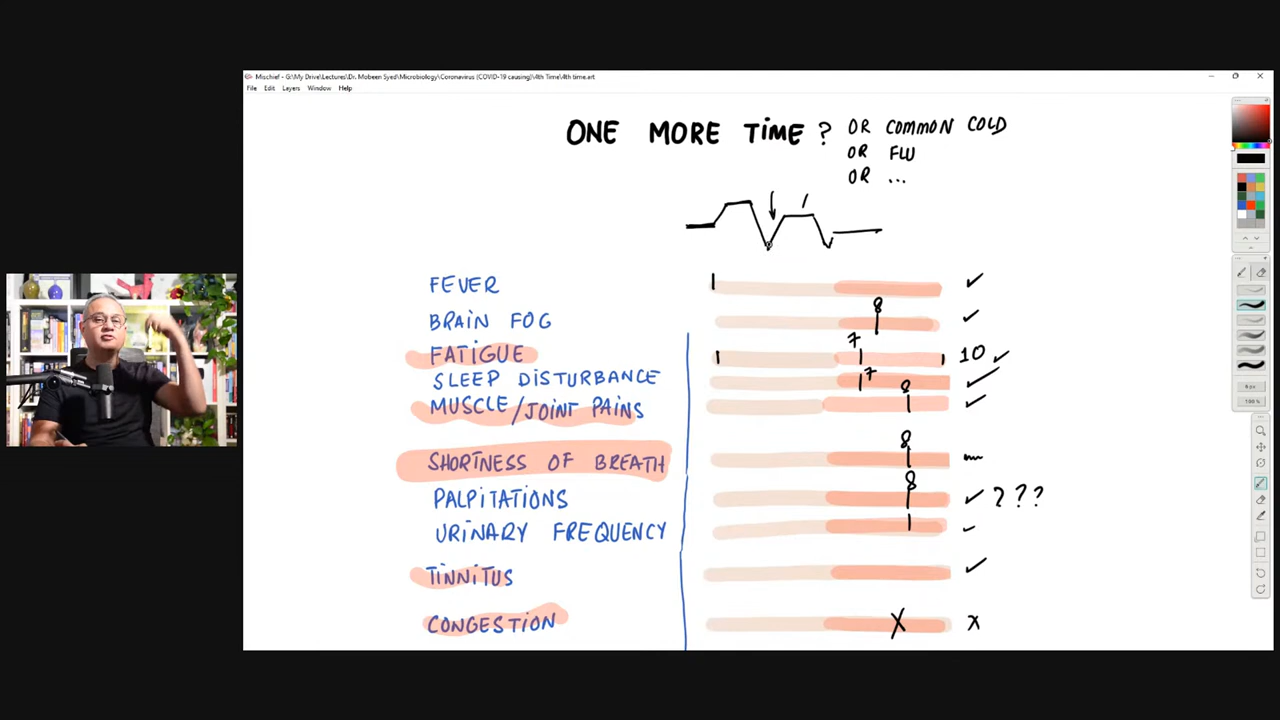 Mischief - G:\My Drive\Lectures\Dr. Mobeen Syed\Microbiology\Coronavirus (COVID-19 causing)\4th Time\4th time.art
File Edit Layers Window Help
ONE MORE TIME? OR COMMON COLD
OR FLU
OR ...
FEVER
BRAIN FOG 8
FATIGUE 7 10
SLEEP DISTURBANCE 7
MUSCLE/JOINT PAINS 8
SHORTNESS OF BREATH 8
PALPITATIONS 8 ???
URINARY FREQUENCY
TINNITUS
CONGESTION X x